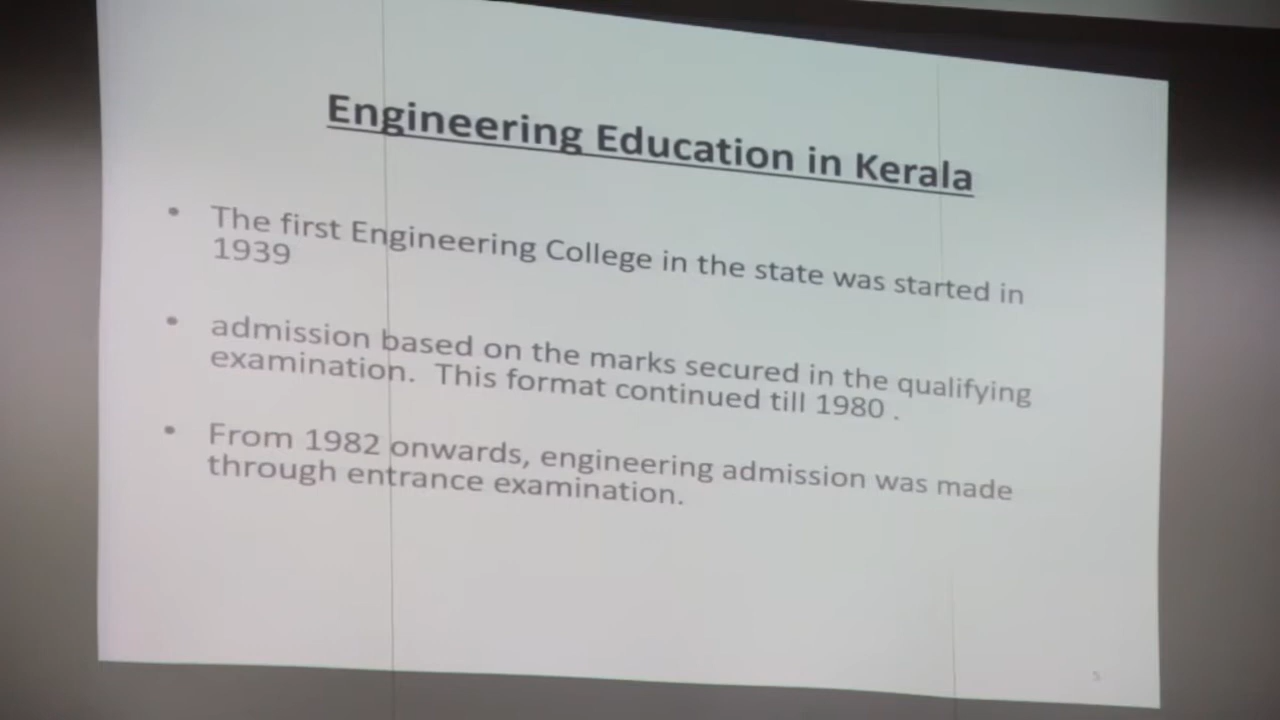 Engineering Education in Kerala
• The first Engineering College in the state was started in
1939
• admission based on the marks secured in the qualifying
examination. This format continued till 1980 .
• From 1982 onwards, engineering admission was made
through entrance examination.